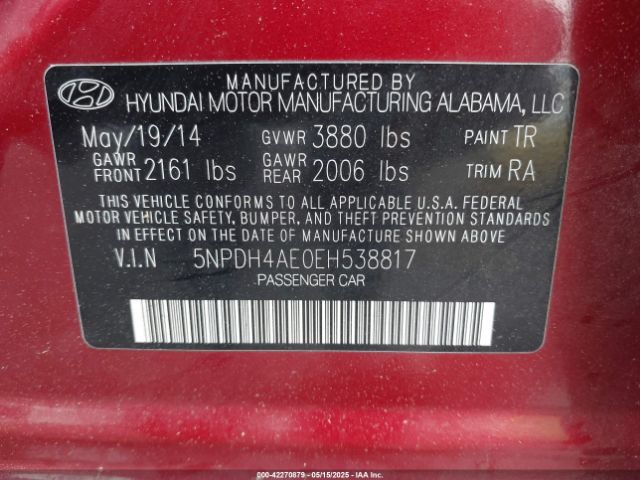 MANUFACTURED BY
HYUNDAI MOTOR MANUFACTURING ALABAMA, LLC
May/19/14 GVWR 3880 lbs PAINT TR
GAWR FRONT 2161 lbs GAWR REAR 2006 lbs TRIM RA
THIS VEHICLE CONFORMS TO ALL APPLICABLE U.S.A. FEDERAL
MOTOR VEHICLE SAFETY, BUMPER, AND THEFT PREVENTION STANDARDS
IN EFFECT ON THE DATE OF MANUFACTURE SHOWN ABOVE
V.I.N 5NPDH4AE0EH538817
PASSENGER CAR
000-42270879 - 05/15/2025 - IAAI, Inc. Copyright